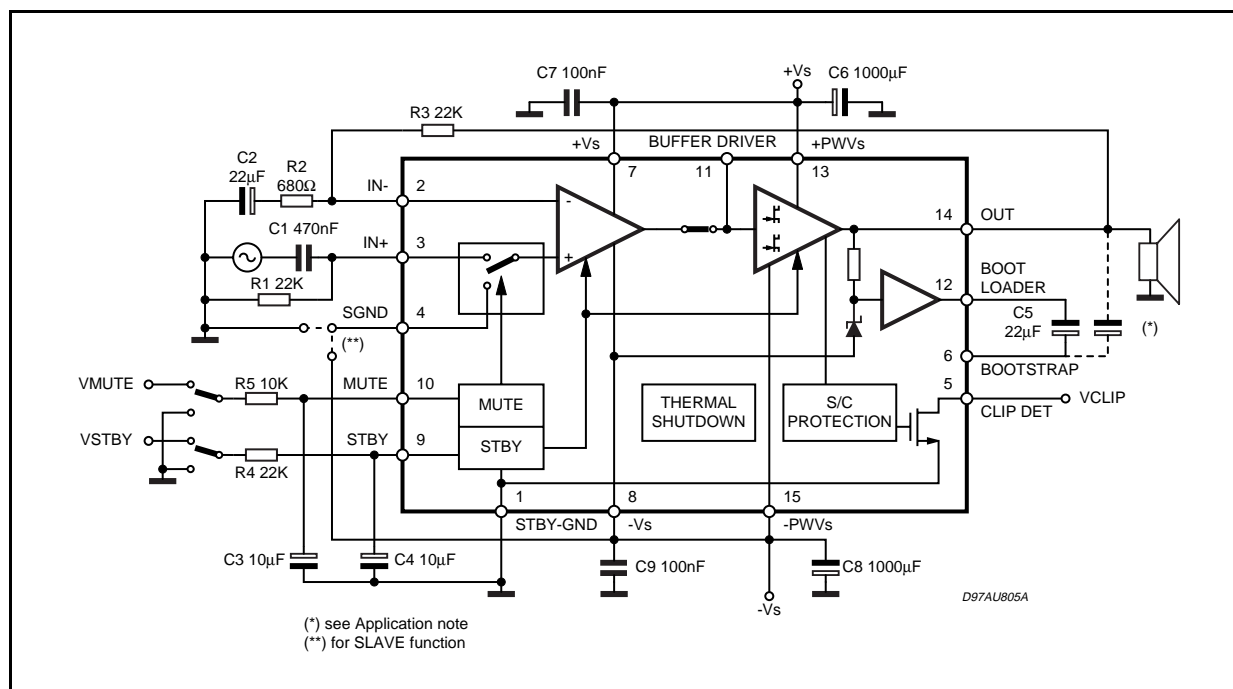 +Vs
C7 100nF
C6 1000µF
R3 22K
+Vs
BUFFER DRIVER
+PWVs
7
11
13
C2
22µF
R2
680Ω
IN-
2
-
14
OUT
C1 470nF
IN+
3
+
R1 22K
BOOT
LOADER
12
SGND
4
(**)
C5
22µF
(*)
6
BOOTSTRAP
VMUTE
R5 10K
MUTE
10
MUTE
THERMAL
SHUTDOWN
S/C
PROTECTION
5
CLIP DET
VCLIP
VSTBY
STBY
9
STBY
R4 22K
1
8
15
STBY-GND
-Vs
-PWVs
C3 10µF
C4 10µF
C9 100nF
C8 1000µF
-Vs
D97AU805A
(*) see Application note
(**) for SLAVE function